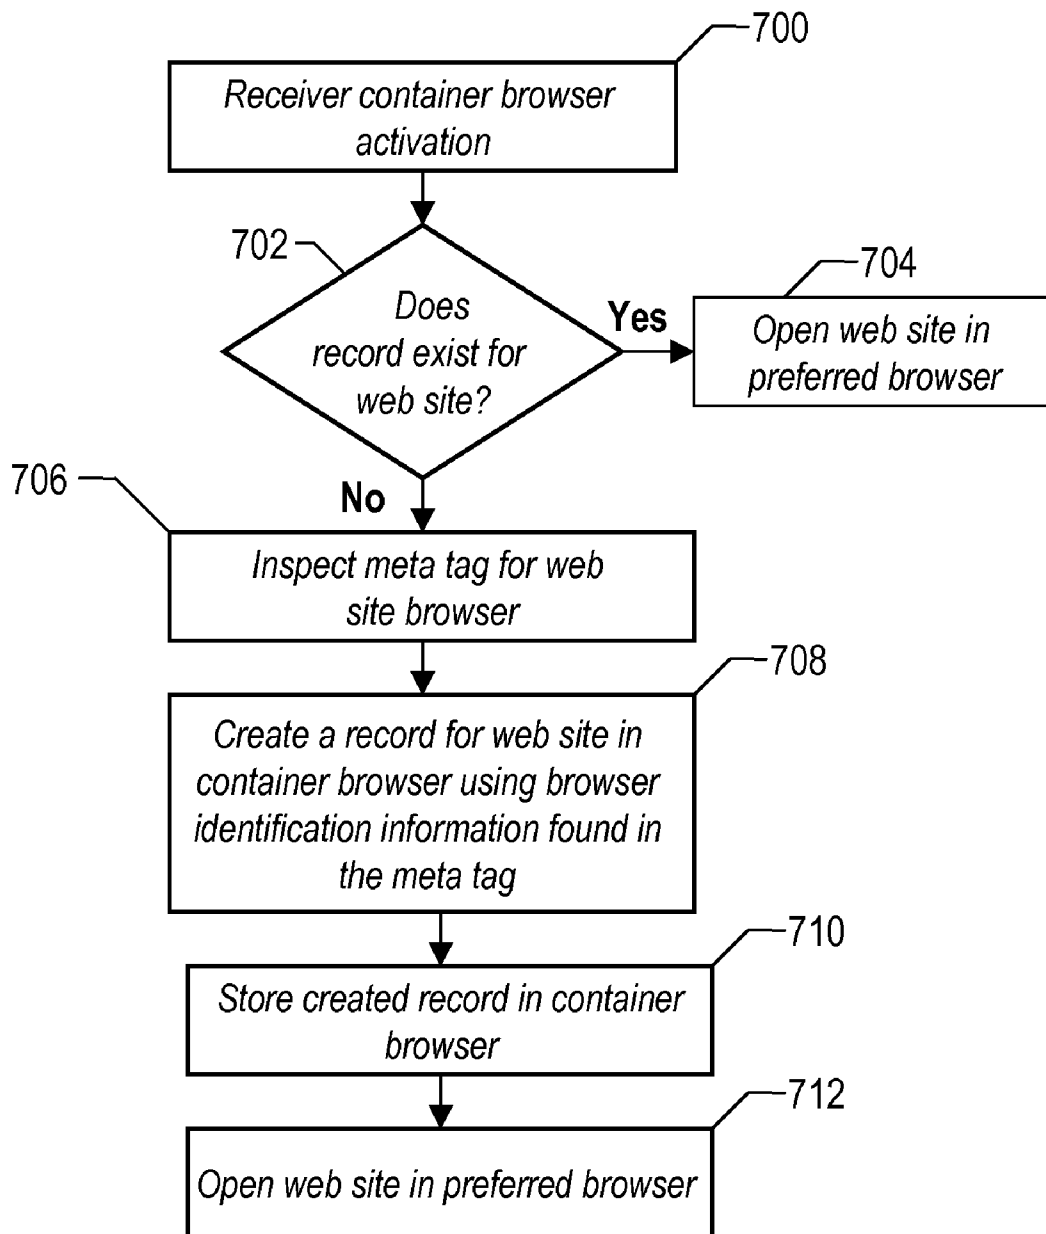 700
Receiver container browser
activation
702
Does
record exist for
web site?
Yes
704
Open web site in
preferred browser
No
706
Inspect meta tag for web
site browser
708
Create a record for web site in
container browser using browser
identification information found in
the meta tag
710
Store created record in container
browser
712
Open web site in preferred browser